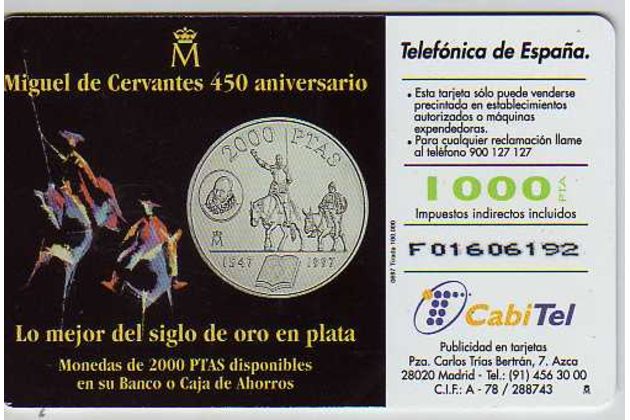 M
Miguel de Cervantes 450 aniversario
2000 PTAS
M
1547 1997
Lo mejor del siglo de oro en plata
Monedas de 2000 PTAS disponibles
en su Banco o Caja de Ahorros
0897 Tirada 100.000
Telefónica de España.
• Esta tarjeta sólo puede venderse
precintada en establecimientos
autorizados o máquinas
expendedoras.
• Para cualquier reclamación llame
al teléfono 900 127 127
1000 PTA
Impuestos indirectos incluidos
F01606192
CabiTel
Publicidad en tarjetas
Pza. Carlos Trías Bertrán, 7. Azca
28020 Madrid - Tel.: (91) 456 30 00
C.I.F.: A - 78 / 288743